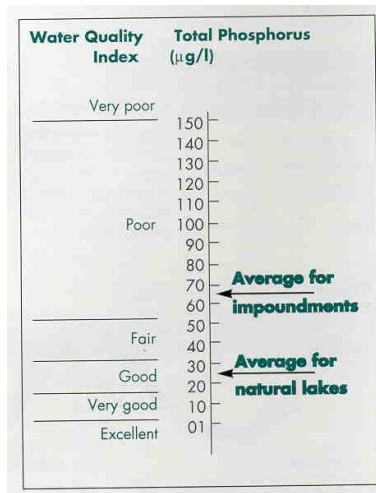 Water Quality Index
Total Phosphorus (µg/l)
Very poor
150
140
130
120
110
Poor
100
90
80
70
Average for impoundments
60
50
Fair
40
30
Average for natural lakes
Good
20
Very good
10
Excellent
01